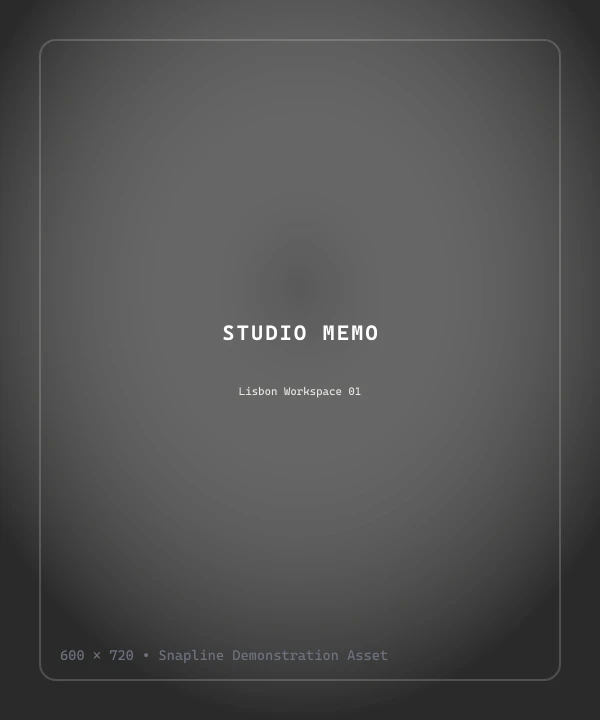 STUDIO MEMO
Lisbon Workspace 01
600 × 720 • Snapline Demonstration Asset